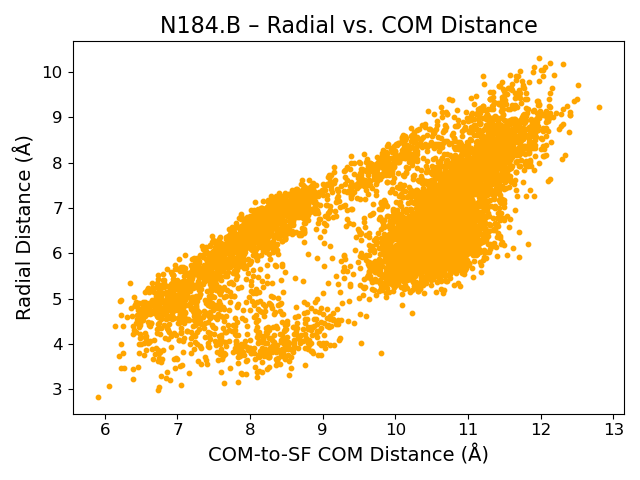 N184.B – Radial vs. COM Distance
Radial Distance (Å)
10
9
8
7
6
5
4
3
6 7 8 9 10 11 12 13
COM-to-SF COM Distance (Å)